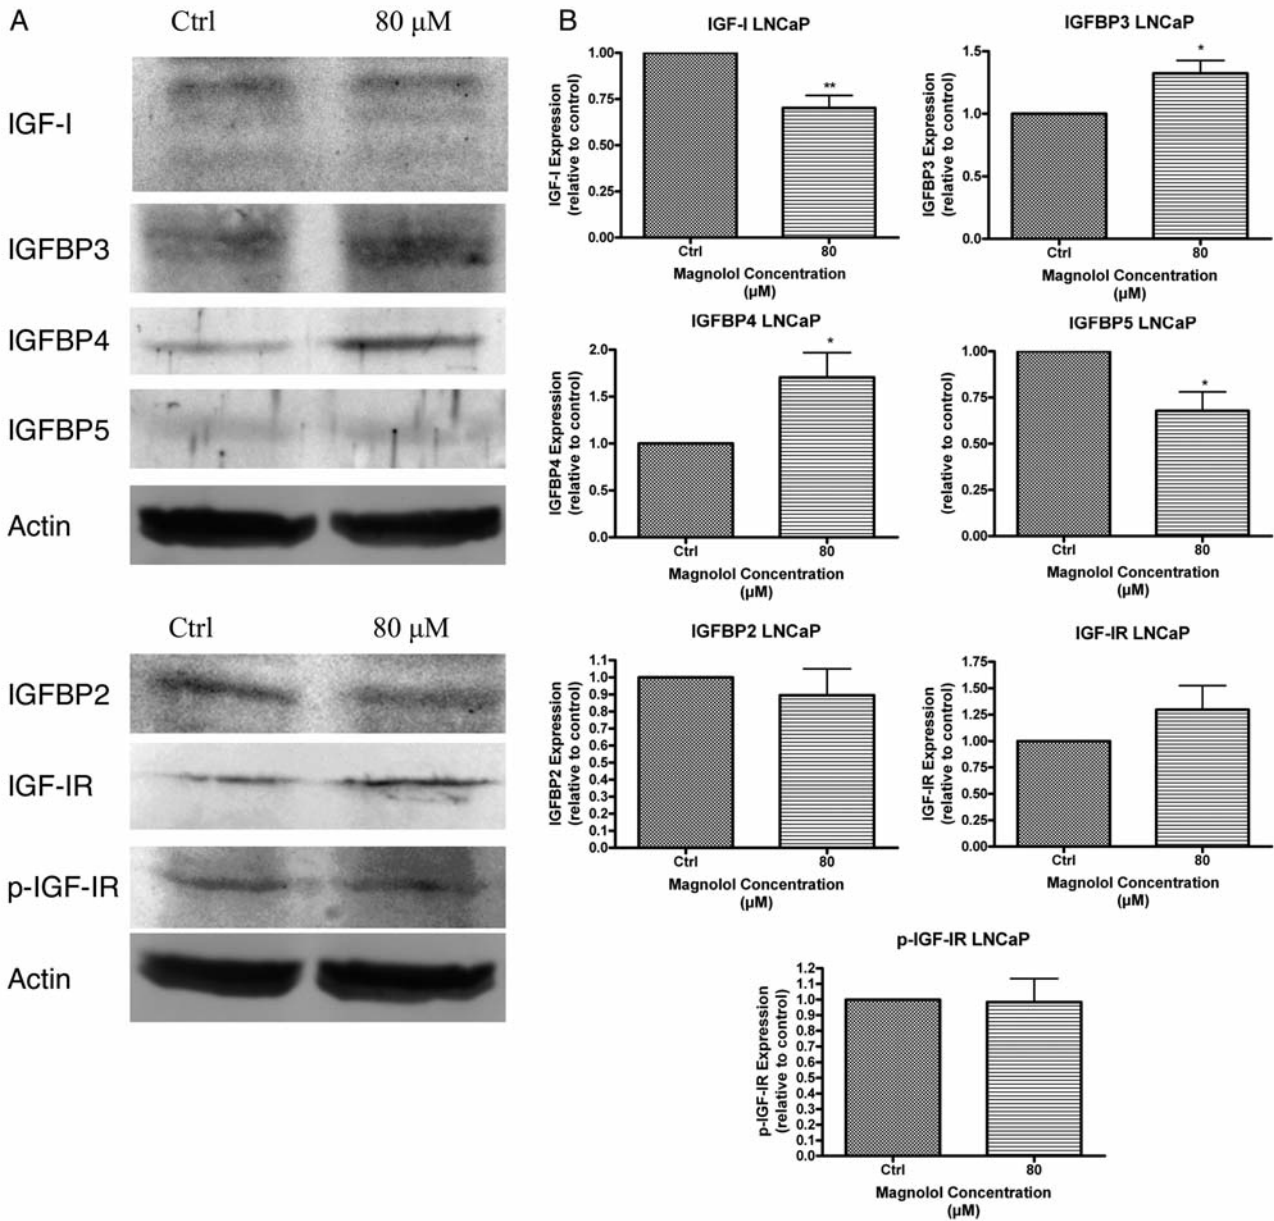 A
Ctrl 80 μM
IGF-I
IGFBP3
IGFBP4
IGFBP5
Actin
Ctrl 80 μM
IGFBP2
IGF-IR
p-IGF-IR
Actin
B
IGF-I LNCaP
IGF-I Expression
(relative to control)
1.00
0.75
0.50
0.25
0.00
**
Ctrl 80
Magnolol Concentration
(μM)
IGFBP3 LNCaP
IGFBP3 Expression
(relative to control)
1.5
1.0
0.5
0.0
*
Ctrl 80
Magnolol Concentration
(μM)
IGFBP4 LNCaP
IGFBP4 Expression
(relative to control)
2.0
1.5
1.0
0.5
0.0
*
Ctrl 80
Magnolol Concentration
(μM)
IGFBP5 LNCaP
IGFBP5 Expression
(relative to control)
1.00
0.75
0.50
0.25
0.00
*
Ctrl 80
Magnolol Concentration
(μM)
IGFBP2 LNCaP
IGFBP2 Expression
(relative to control)
1.1
1.0
0.9
0.8
0.7
0.6
0.5
0.4
0.3
0.2
0.1
0.0
Ctrl 80
Magnolol Concentration
(μM)
IGF-IR LNCaP
IGF-IR Expression
(relative to control)
1.75
1.50
1.25
1.00
0.75
0.50
0.25
0.00
Ctrl 80
Magnolol Concentration
(μM)
p-IGF-IR LNCaP
p-IGF-IR Expression
(relative to control)
1.2
1.1
1.0
0.9
0.8
0.7
0.6
0.5
0.4
0.3
0.2
0.1
0.0
Ctrl 80
Magnolol Concentration
(μM)